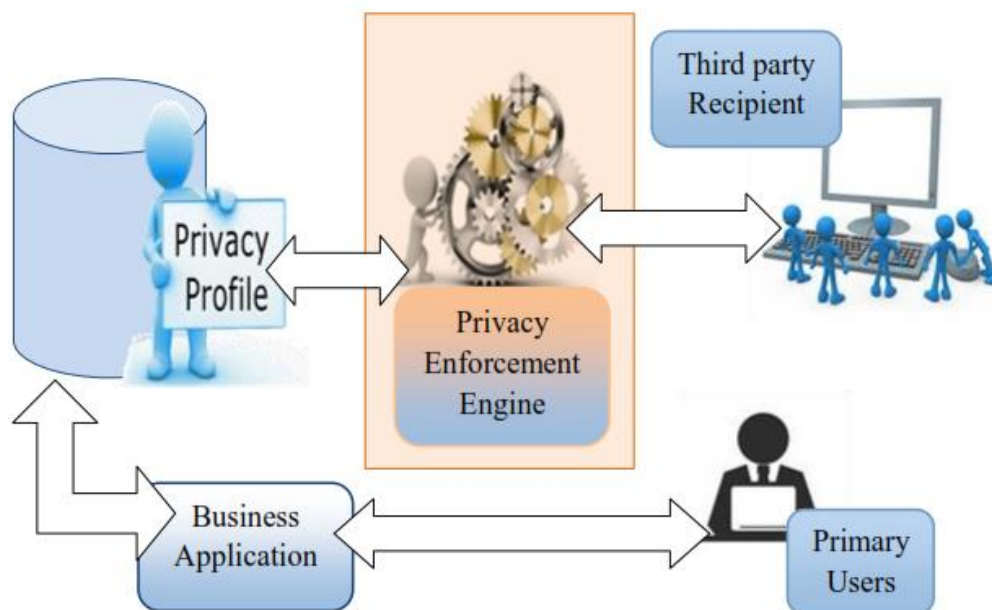 Third party
Recipient
Privacy
Profile
Privacy
Enforcement
Engine
Business
Application
Primary
Users